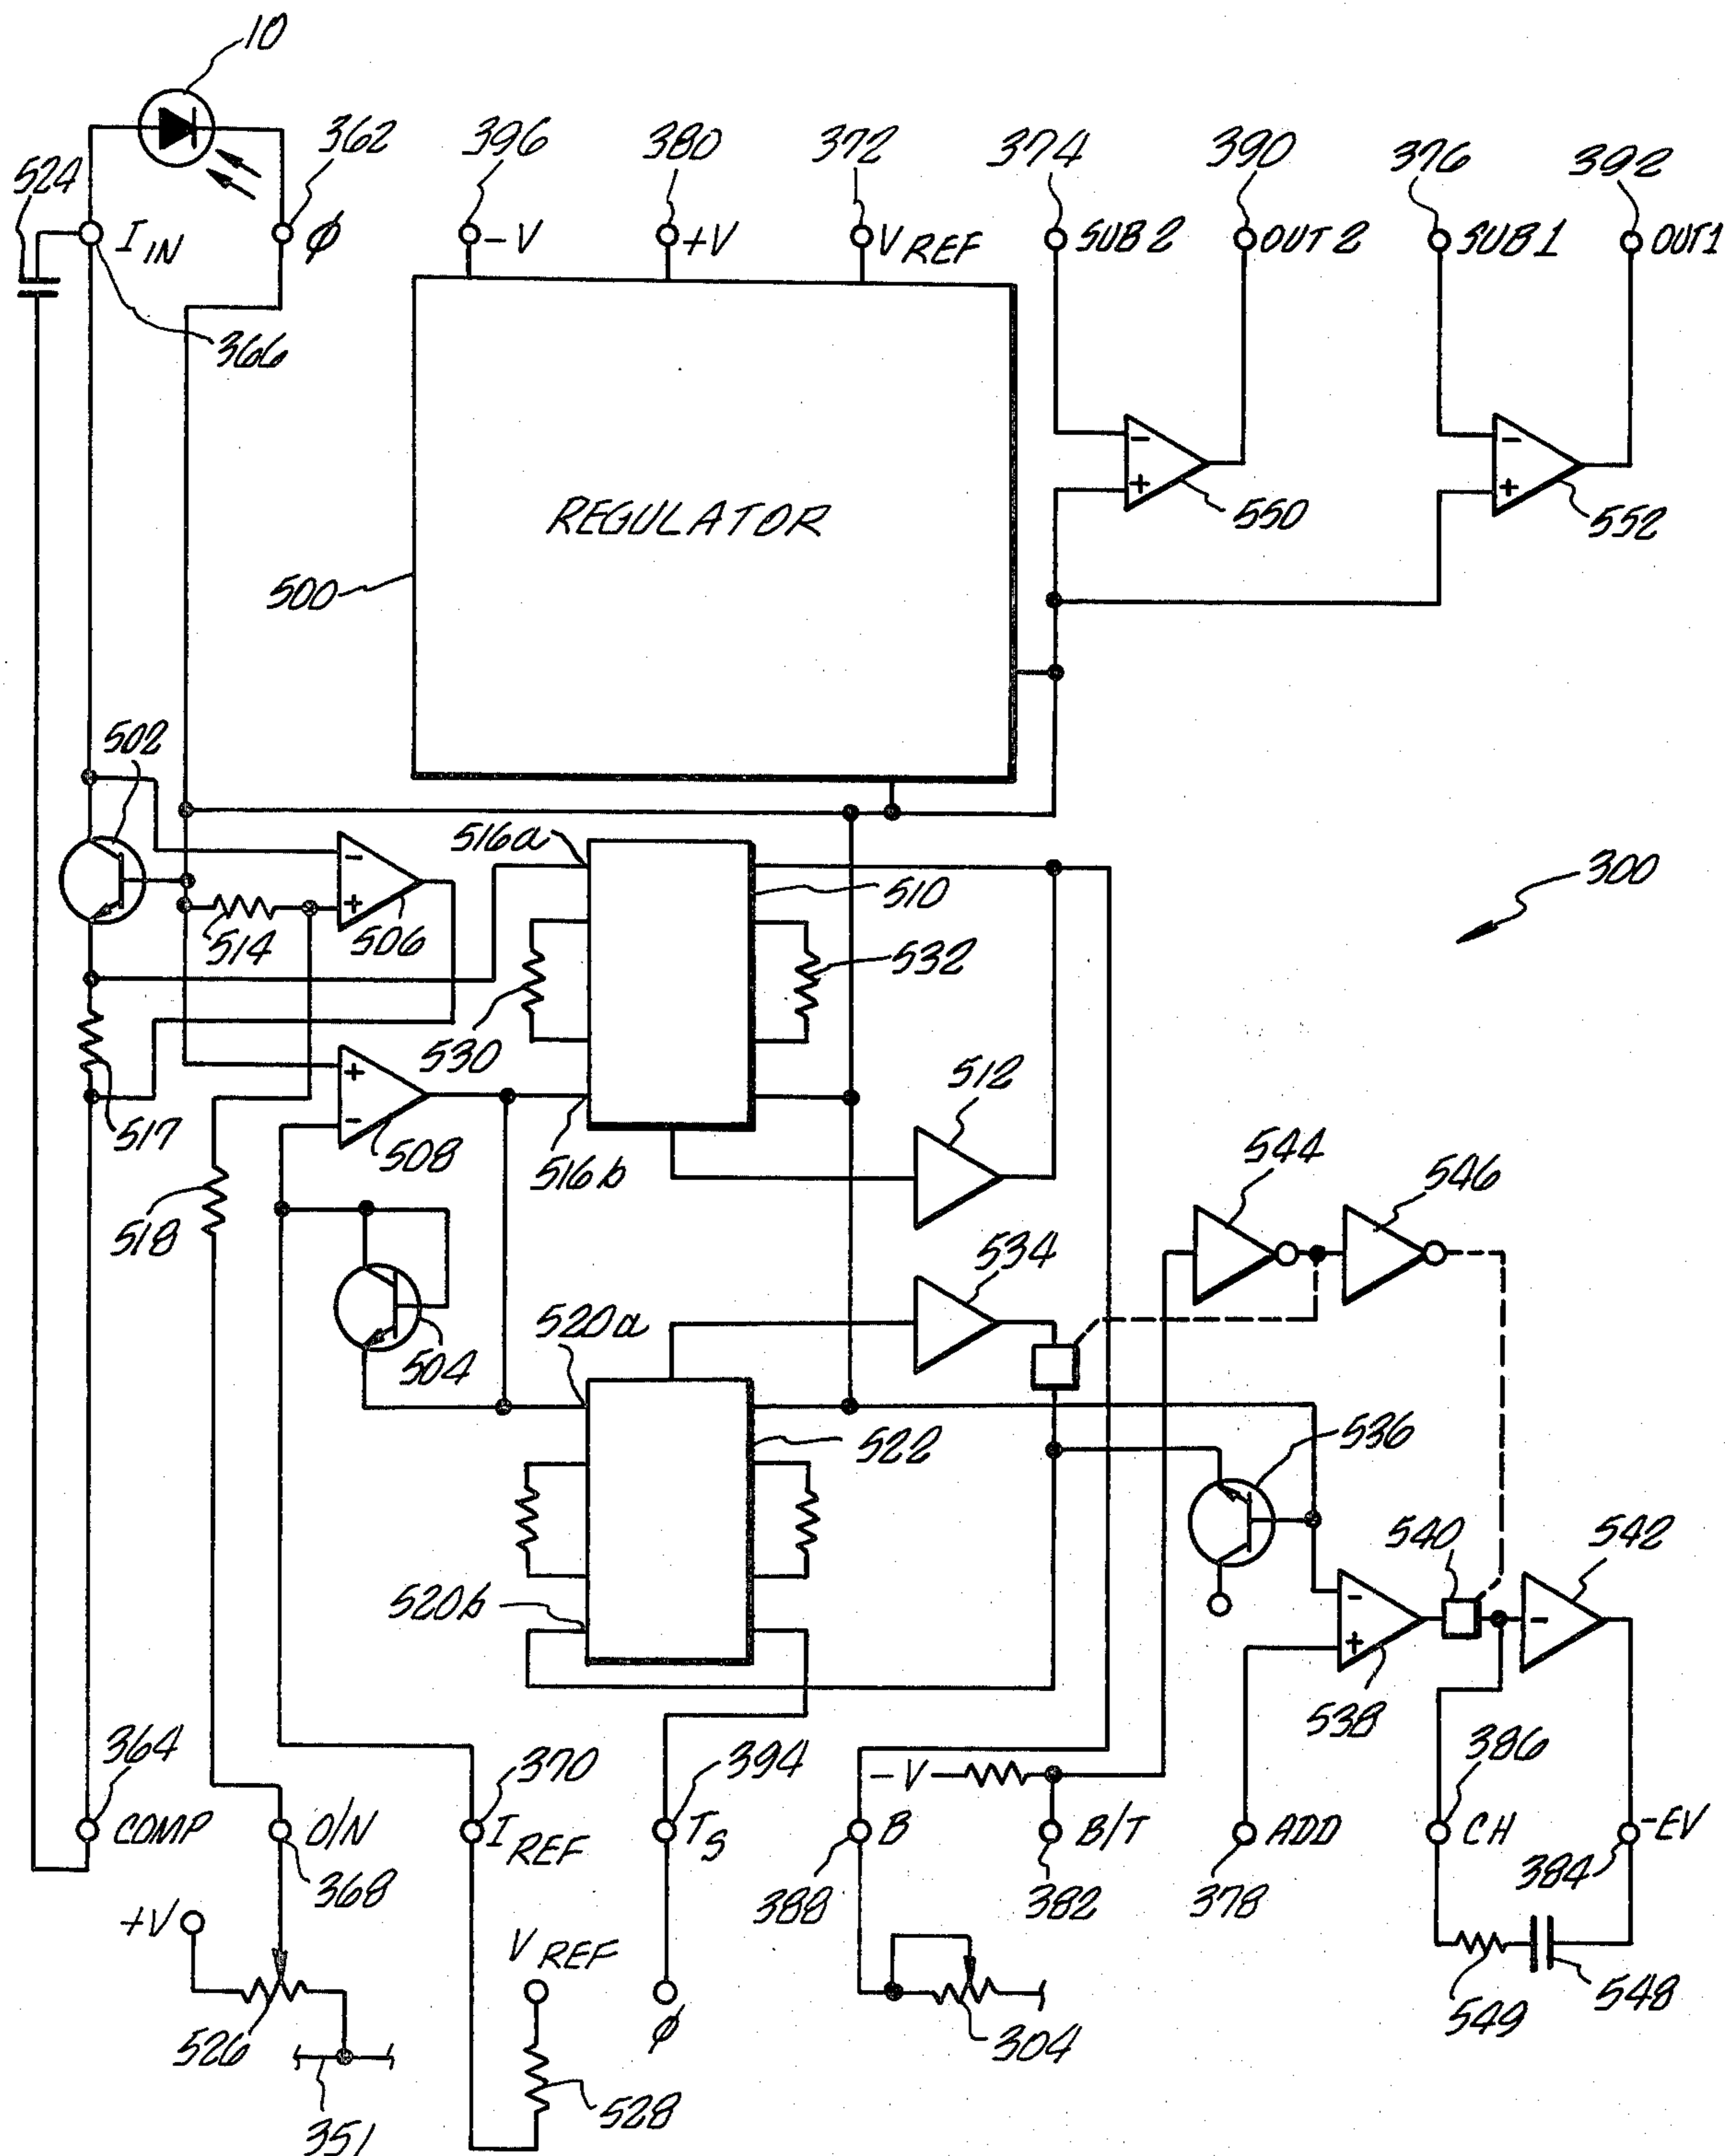 10
524
362
396
380
372
374
390
376
392
I IN
φ
-V
+V
V REF
SUB 2
OUT 2
SUB 1
OUT 1
366
-
+
550
-
+
552
REGULATOR
500
502
516a
510
300
-
+
514
506
532
530
512
+
-
508
517
516b
544
546
518
534
504
520a
522
536
540
542
520b
-
+
-
538
364
370
394
-V
386
COMP
O/N
I REF
TS
B
B/T
ADD
CH
-EV
368
388
382
378
384
+V
V REF
φ
526
304
549
548
351
528